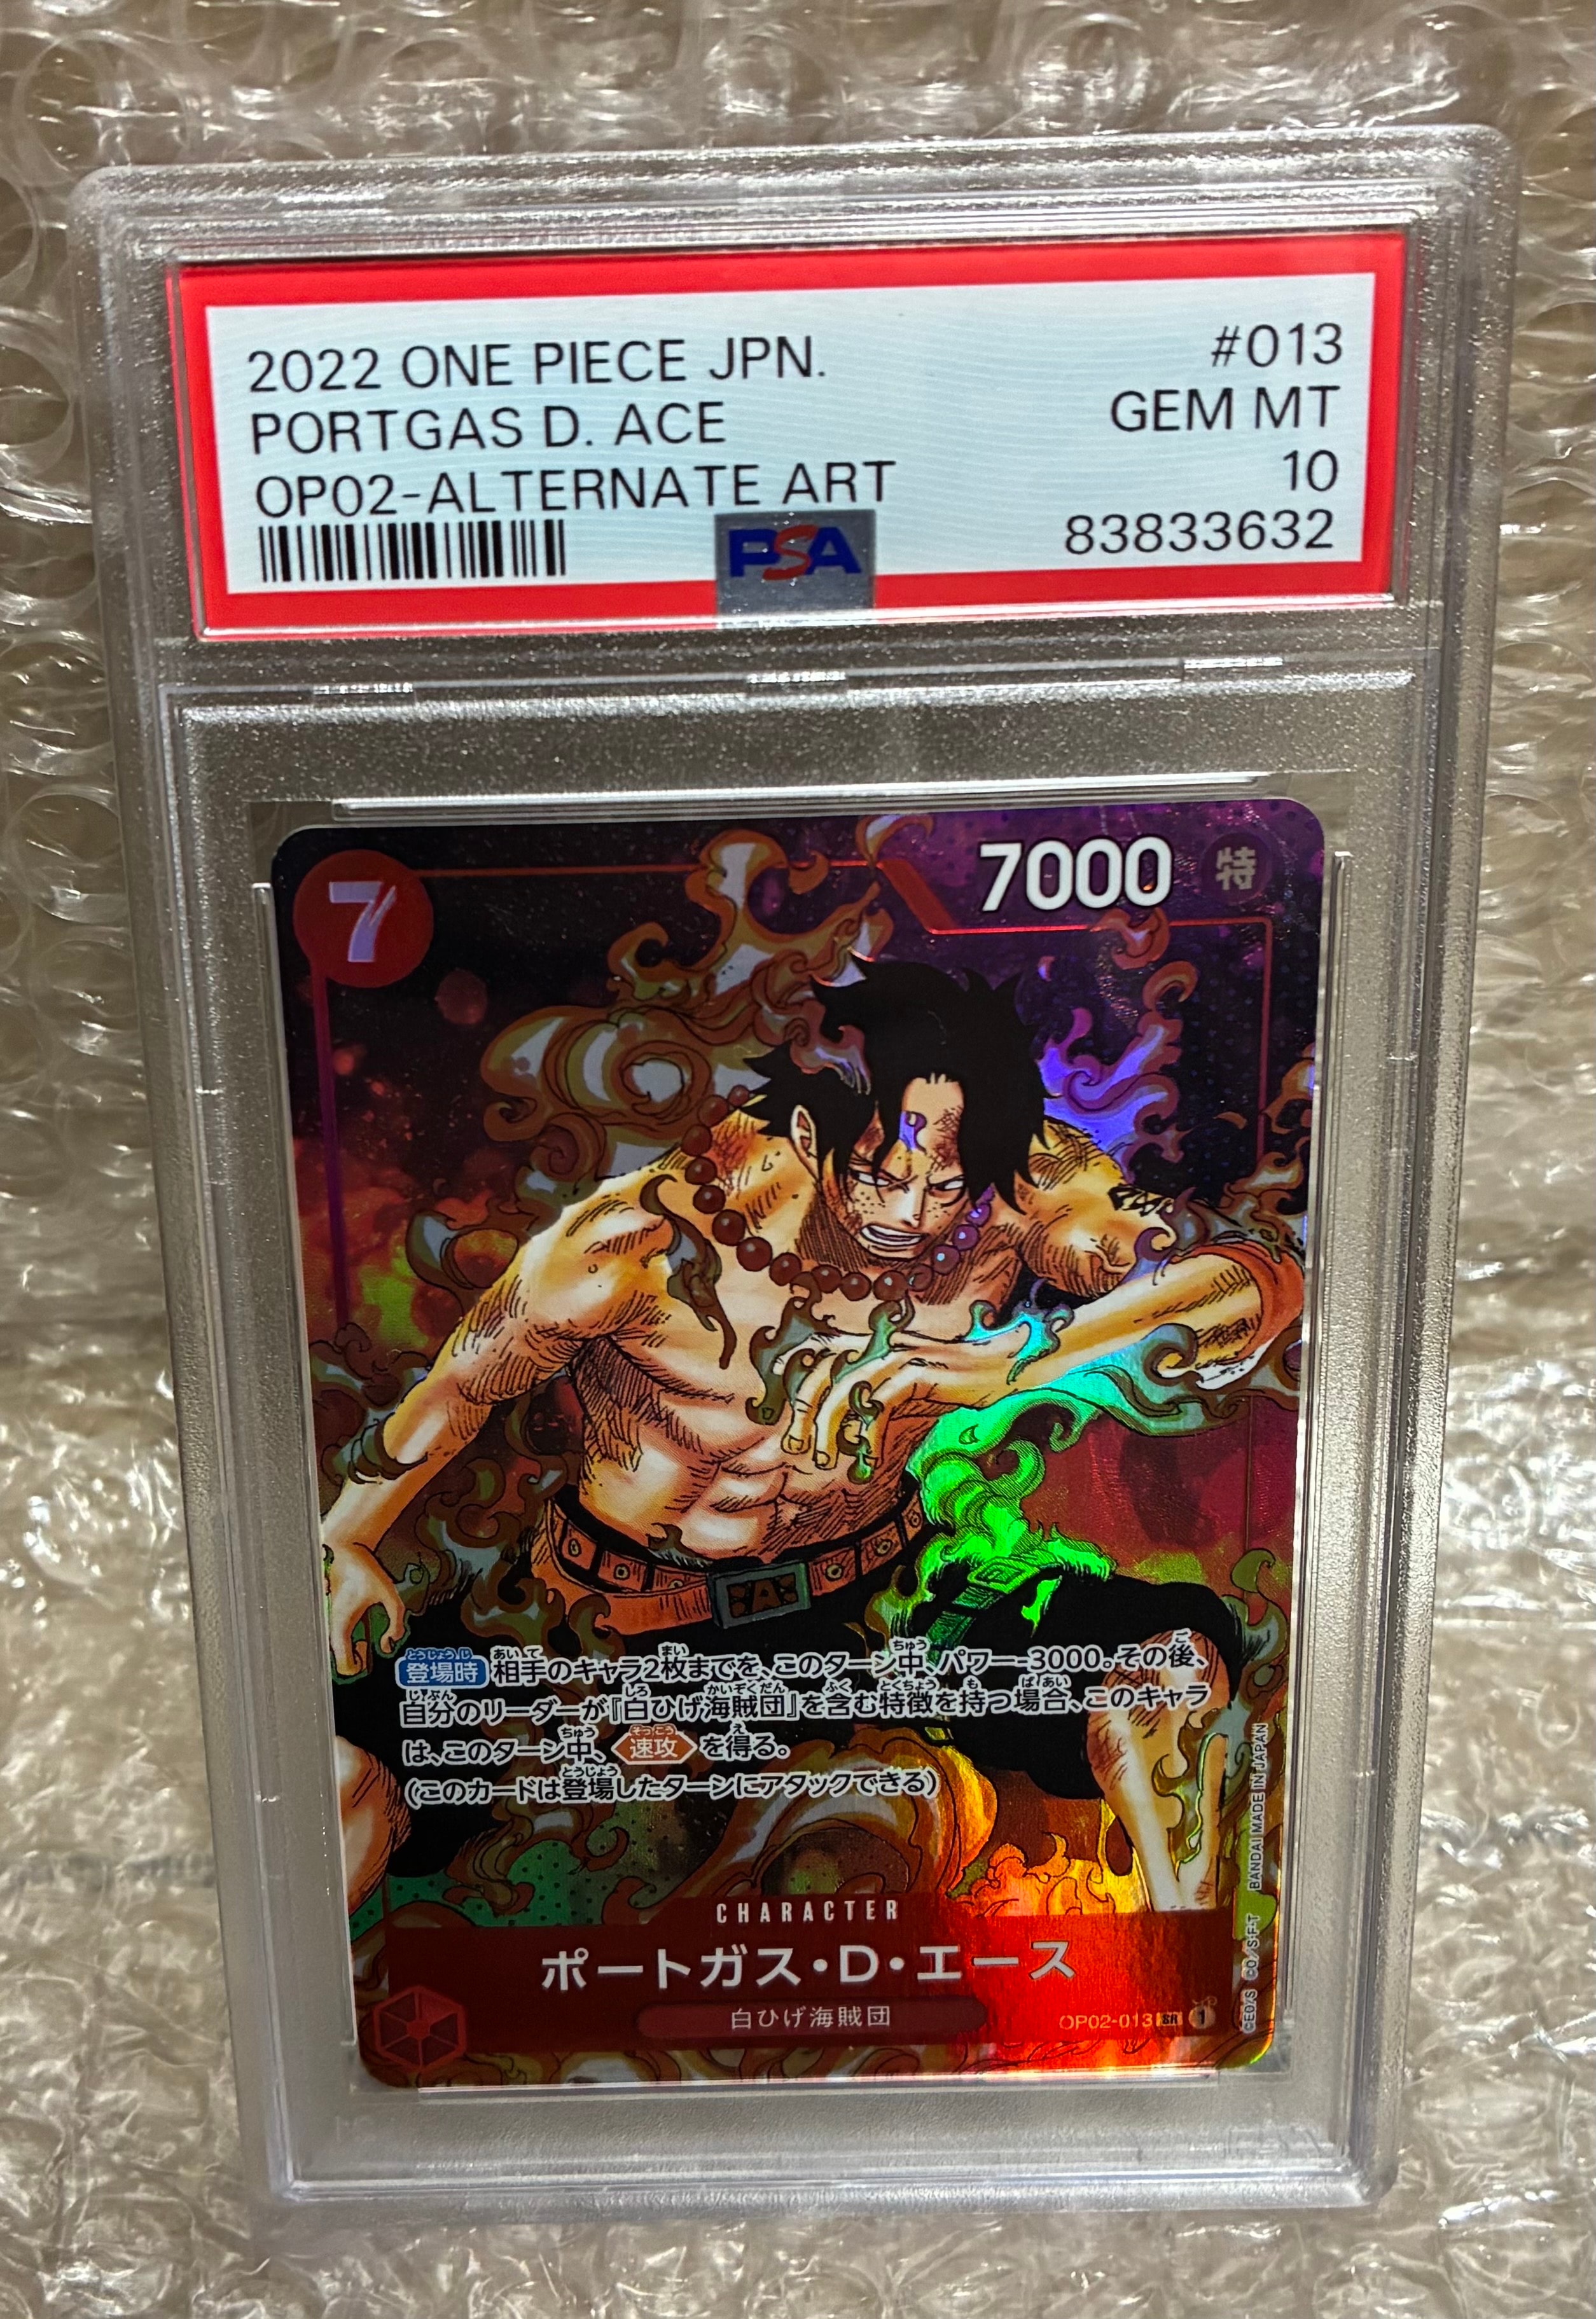 2022 ONE PIECE JPN. #013
PORTGAS D. ACE GEM MT
OP02-ALTERNATE ART 10
PSA 83833632
7 7000 特
登場時 相手のキャラ2枚までを、このターン中、パワー-3000。その後、
自分のリーダーが『白ひげ海賊団』を含む特徴を持つ場合、このキャラ
は、このターン中、速攻を得る。
(このカードは登場したターンにアタックできる)
CHARACTER
ポートガス・D・エース
白ひげ海賊団
OP02-013 SR 1
©E.O/S. ©O/S.F.T BANDAI MADE IN JAPAN
A